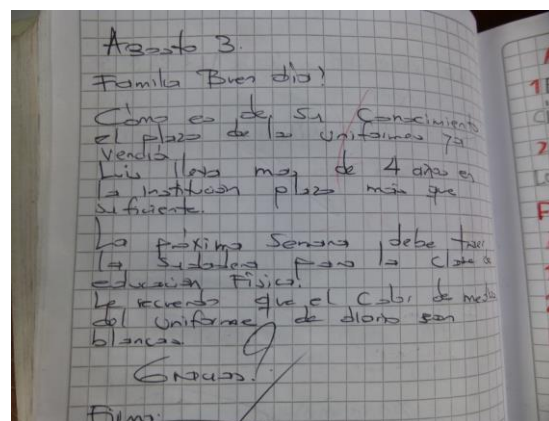 Agosto 3.
Familia Buen día!
Cómo es de su Conocimiento
el plazo de los uniformes ya
Venció
Luis lleva mas de 4 años en
la institución plazo más que
suficiente.
La próxima Semana debe traer
la sudadera para la clase de
educación Física.
Le recuerdo que el Color de media
del uniforme de diario son
blancas
Gracias!
Firma: